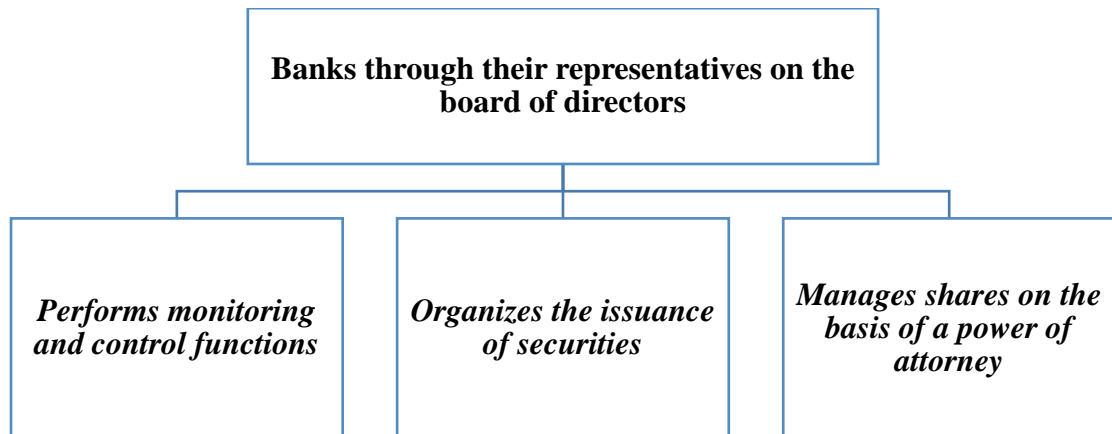 Banks through their representatives on the
board of directors
Performs monitoring
and control functions
Organizes the issuance
of securities
Manages shares on the
basis of a power of
attorney